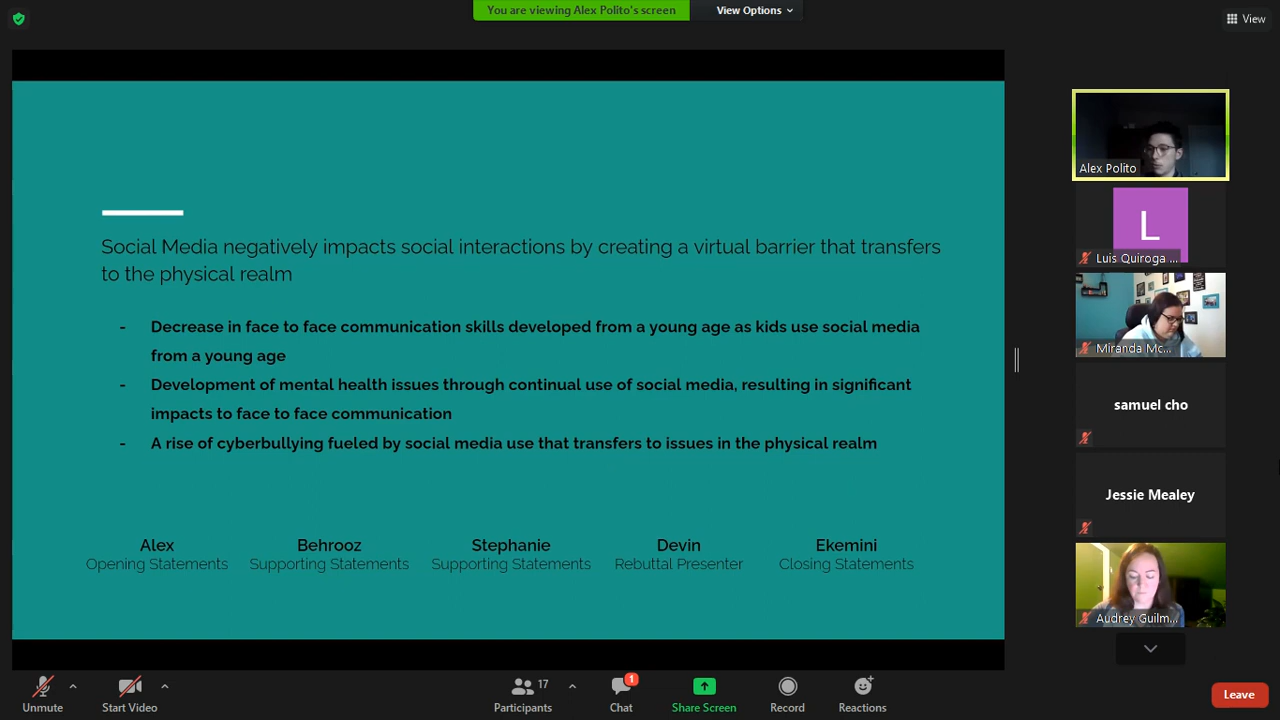 You are viewing Alex Polito's screen
View Options
View
Social Media negatively impacts social interactions by creating a virtual barrier that transfers
to the physical realm
- Decrease in face to face communication skills developed from a young age as kids use social media
from a young age
- Development of mental health issues through continual use of social media, resulting in significant
impacts to face to face communication
- A rise of cyberbullying fueled by social media use that transfers to issues in the physical realm
Alex
Opening Statements
Behrooz
Supporting Statements
Stephanie
Supporting Statements
Devin
Rebuttal Presenter
Ekemini
Closing Statements
Alex Polito
L
Luis Quiroga ...
Miranda Mc...
samuel cho
Jessie Mealey
Audrey Guilm...
Unmute
Start Video
17
Participants
1
Chat
Share Screen
Record
Reactions
Leave